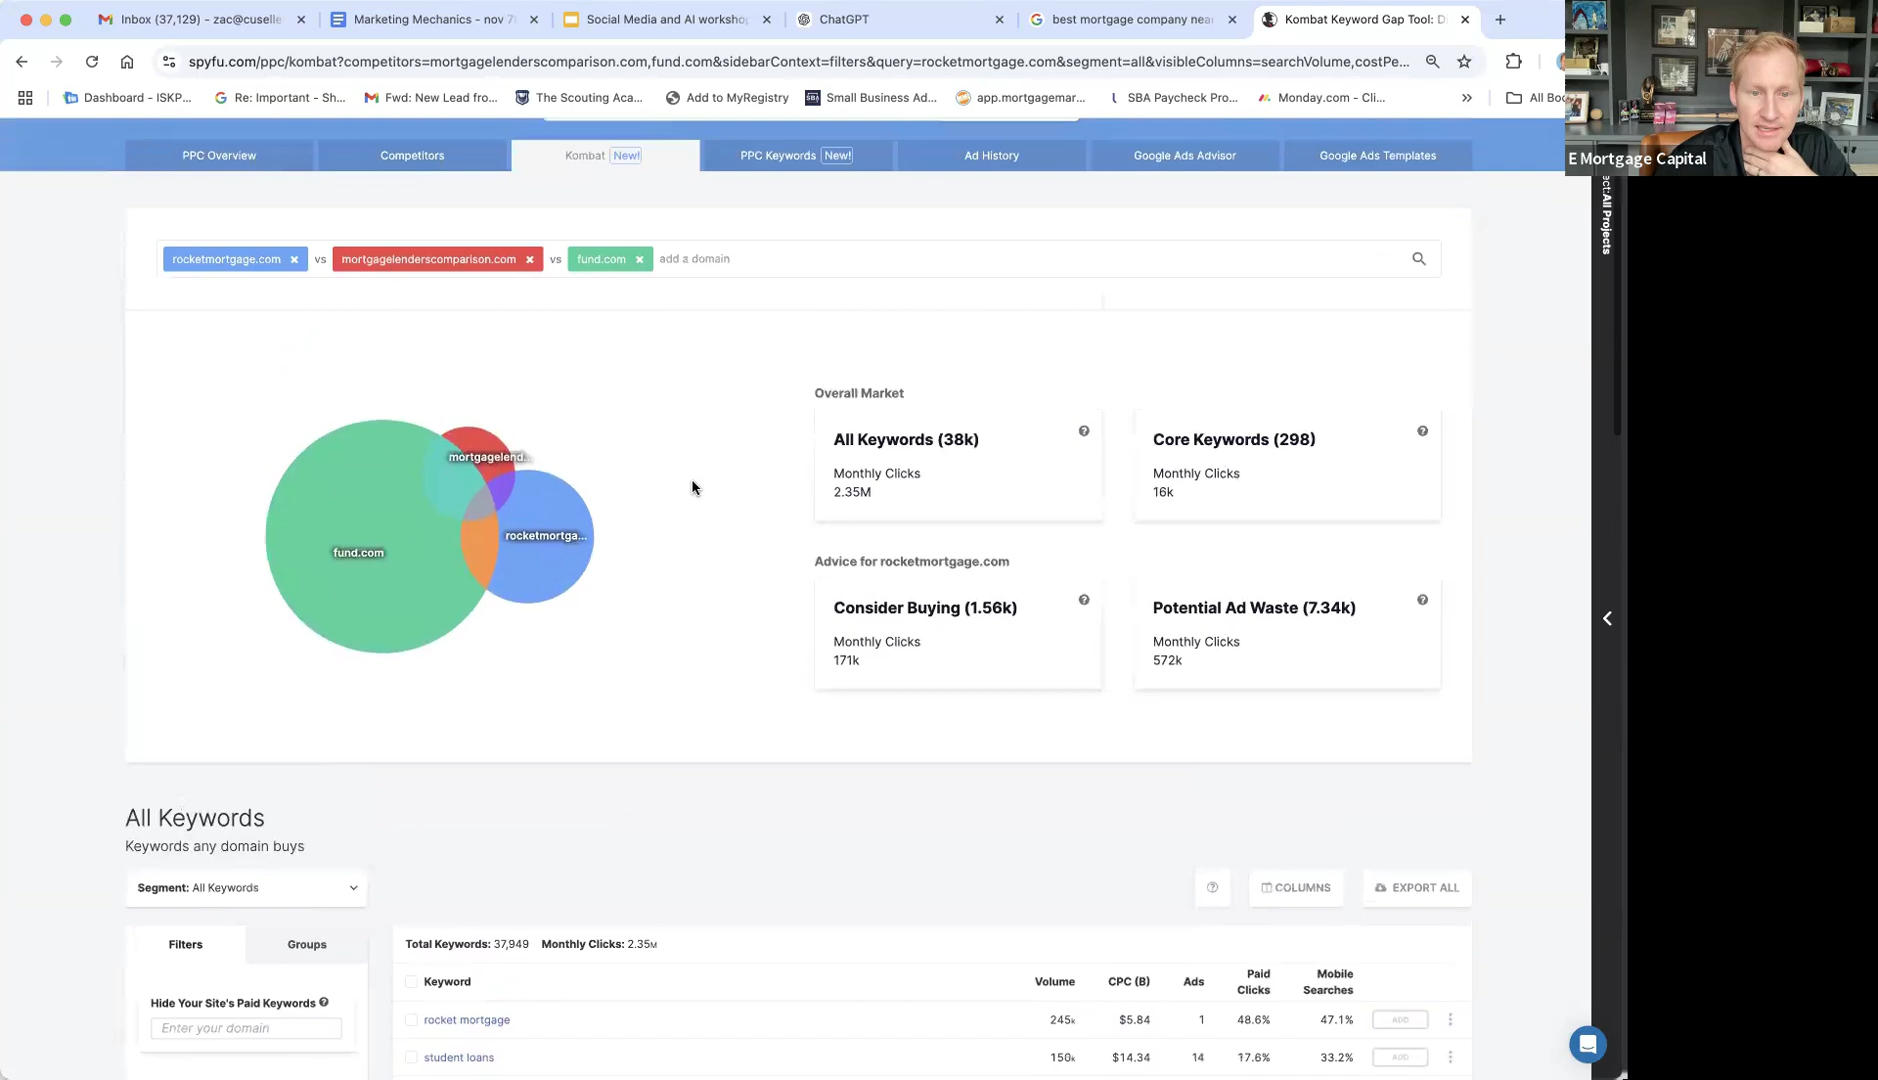 Inbox (37,129) - zac@cuselle
Marketing Mechanics - nov 7
Social Media and AI workshop
ChatGPT
best mortgage company nea
Kombat Keyword Gap Tool: D
spyfu.com/ppc/kombat?competitors=mortgagelenderscomparison.com,fund.com&sidebarContext=filters&query=rocketmortgage.com&segment=all&visibleColumns=searchVolume,costPe...
Dashboard - ISKP...
Re: Important - Sh...
Fwd: New Lead fro...
The Scouting Aca...
Add to MyRegistry
SBA
Small Business Ad...
app.mortgagemar...
SBA Paycheck Pro...
Monday.com - Cli...
All Boo
E Mortgage Capital
PPC Overview
Competitors
Kombat New!
PPC Keywords New!
Ad History
Google Ads Advisor
Google Ads Templates
ect:All Projects
rocketmortgage.com × vs mortgagelenderscomparison.com × vs fund.com × add a domain
Overall Market
All Keywords (38k)
Monthly Clicks
2.35M
Core Keywords (298)
Monthly Clicks
16k
mortgagelend...
rocketmortga...
fund.com
Advice for rocketmortgage.com
Consider Buying (1.56k)
Monthly Clicks
171k
Potential Ad Waste (7.34k)
Monthly Clicks
572k
All Keywords
Keywords any domain buys
Segment: All Keywords
COLUMNS
EXPORT ALL
Filters
Groups
Total Keywords: 37,949 Monthly Clicks: 2.35M
Hide Your Site's Paid Keywords
Enter your domain
Keyword Volume CPC (B) Ads Paid Clicks Mobile Searches
rocket mortgage 245k $5.84 1 48.6% 47.1% ADD
student loans 150k $14.34 14 17.6% 33.2% ADD